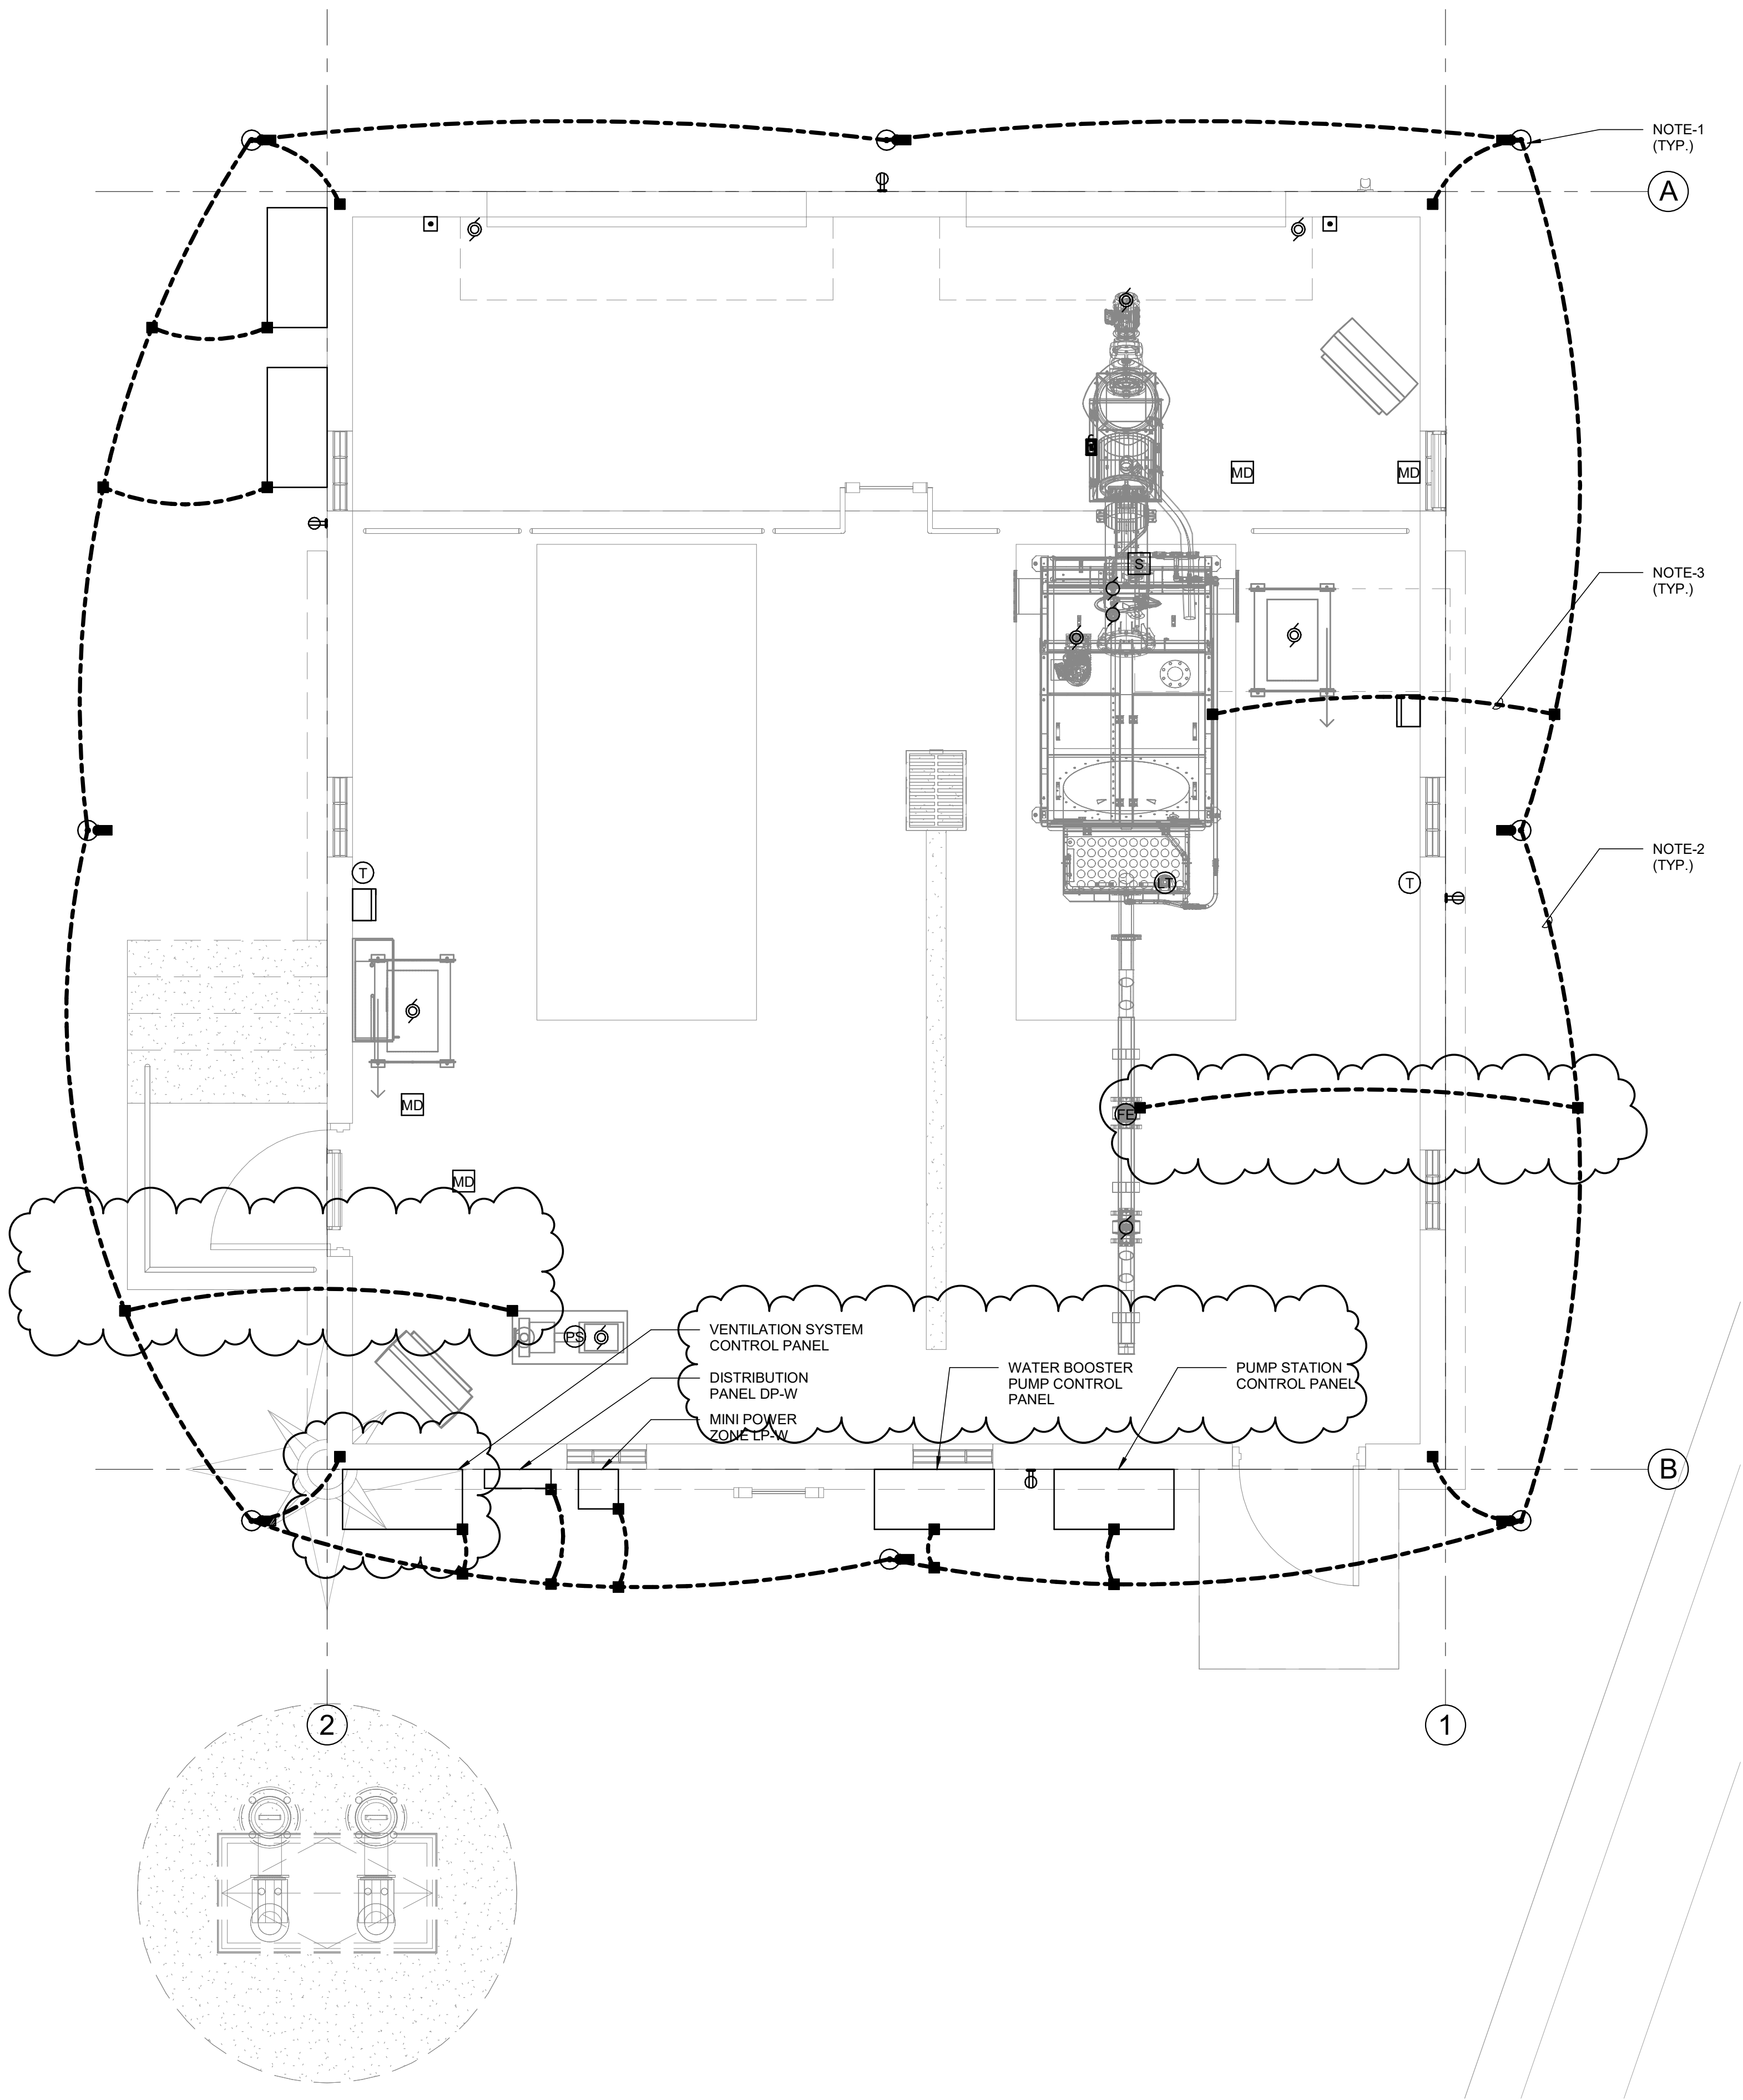 NOTE-1
(TYP.)
A
MD
MD
S
NOTE-3
(TYP.)
NOTE-2
(TYP.)
T
LT
T
MD
FE
MD
PS
VENTILATION SYSTEM
CONTROL PANEL
DISTRIBUTION
PANEL DP-W
MINI POWER
ZONE LP-W
WATER BOOSTER
PUMP CONTROL
PANEL
PUMP STATION
CONTROL PANEL
B
2
1